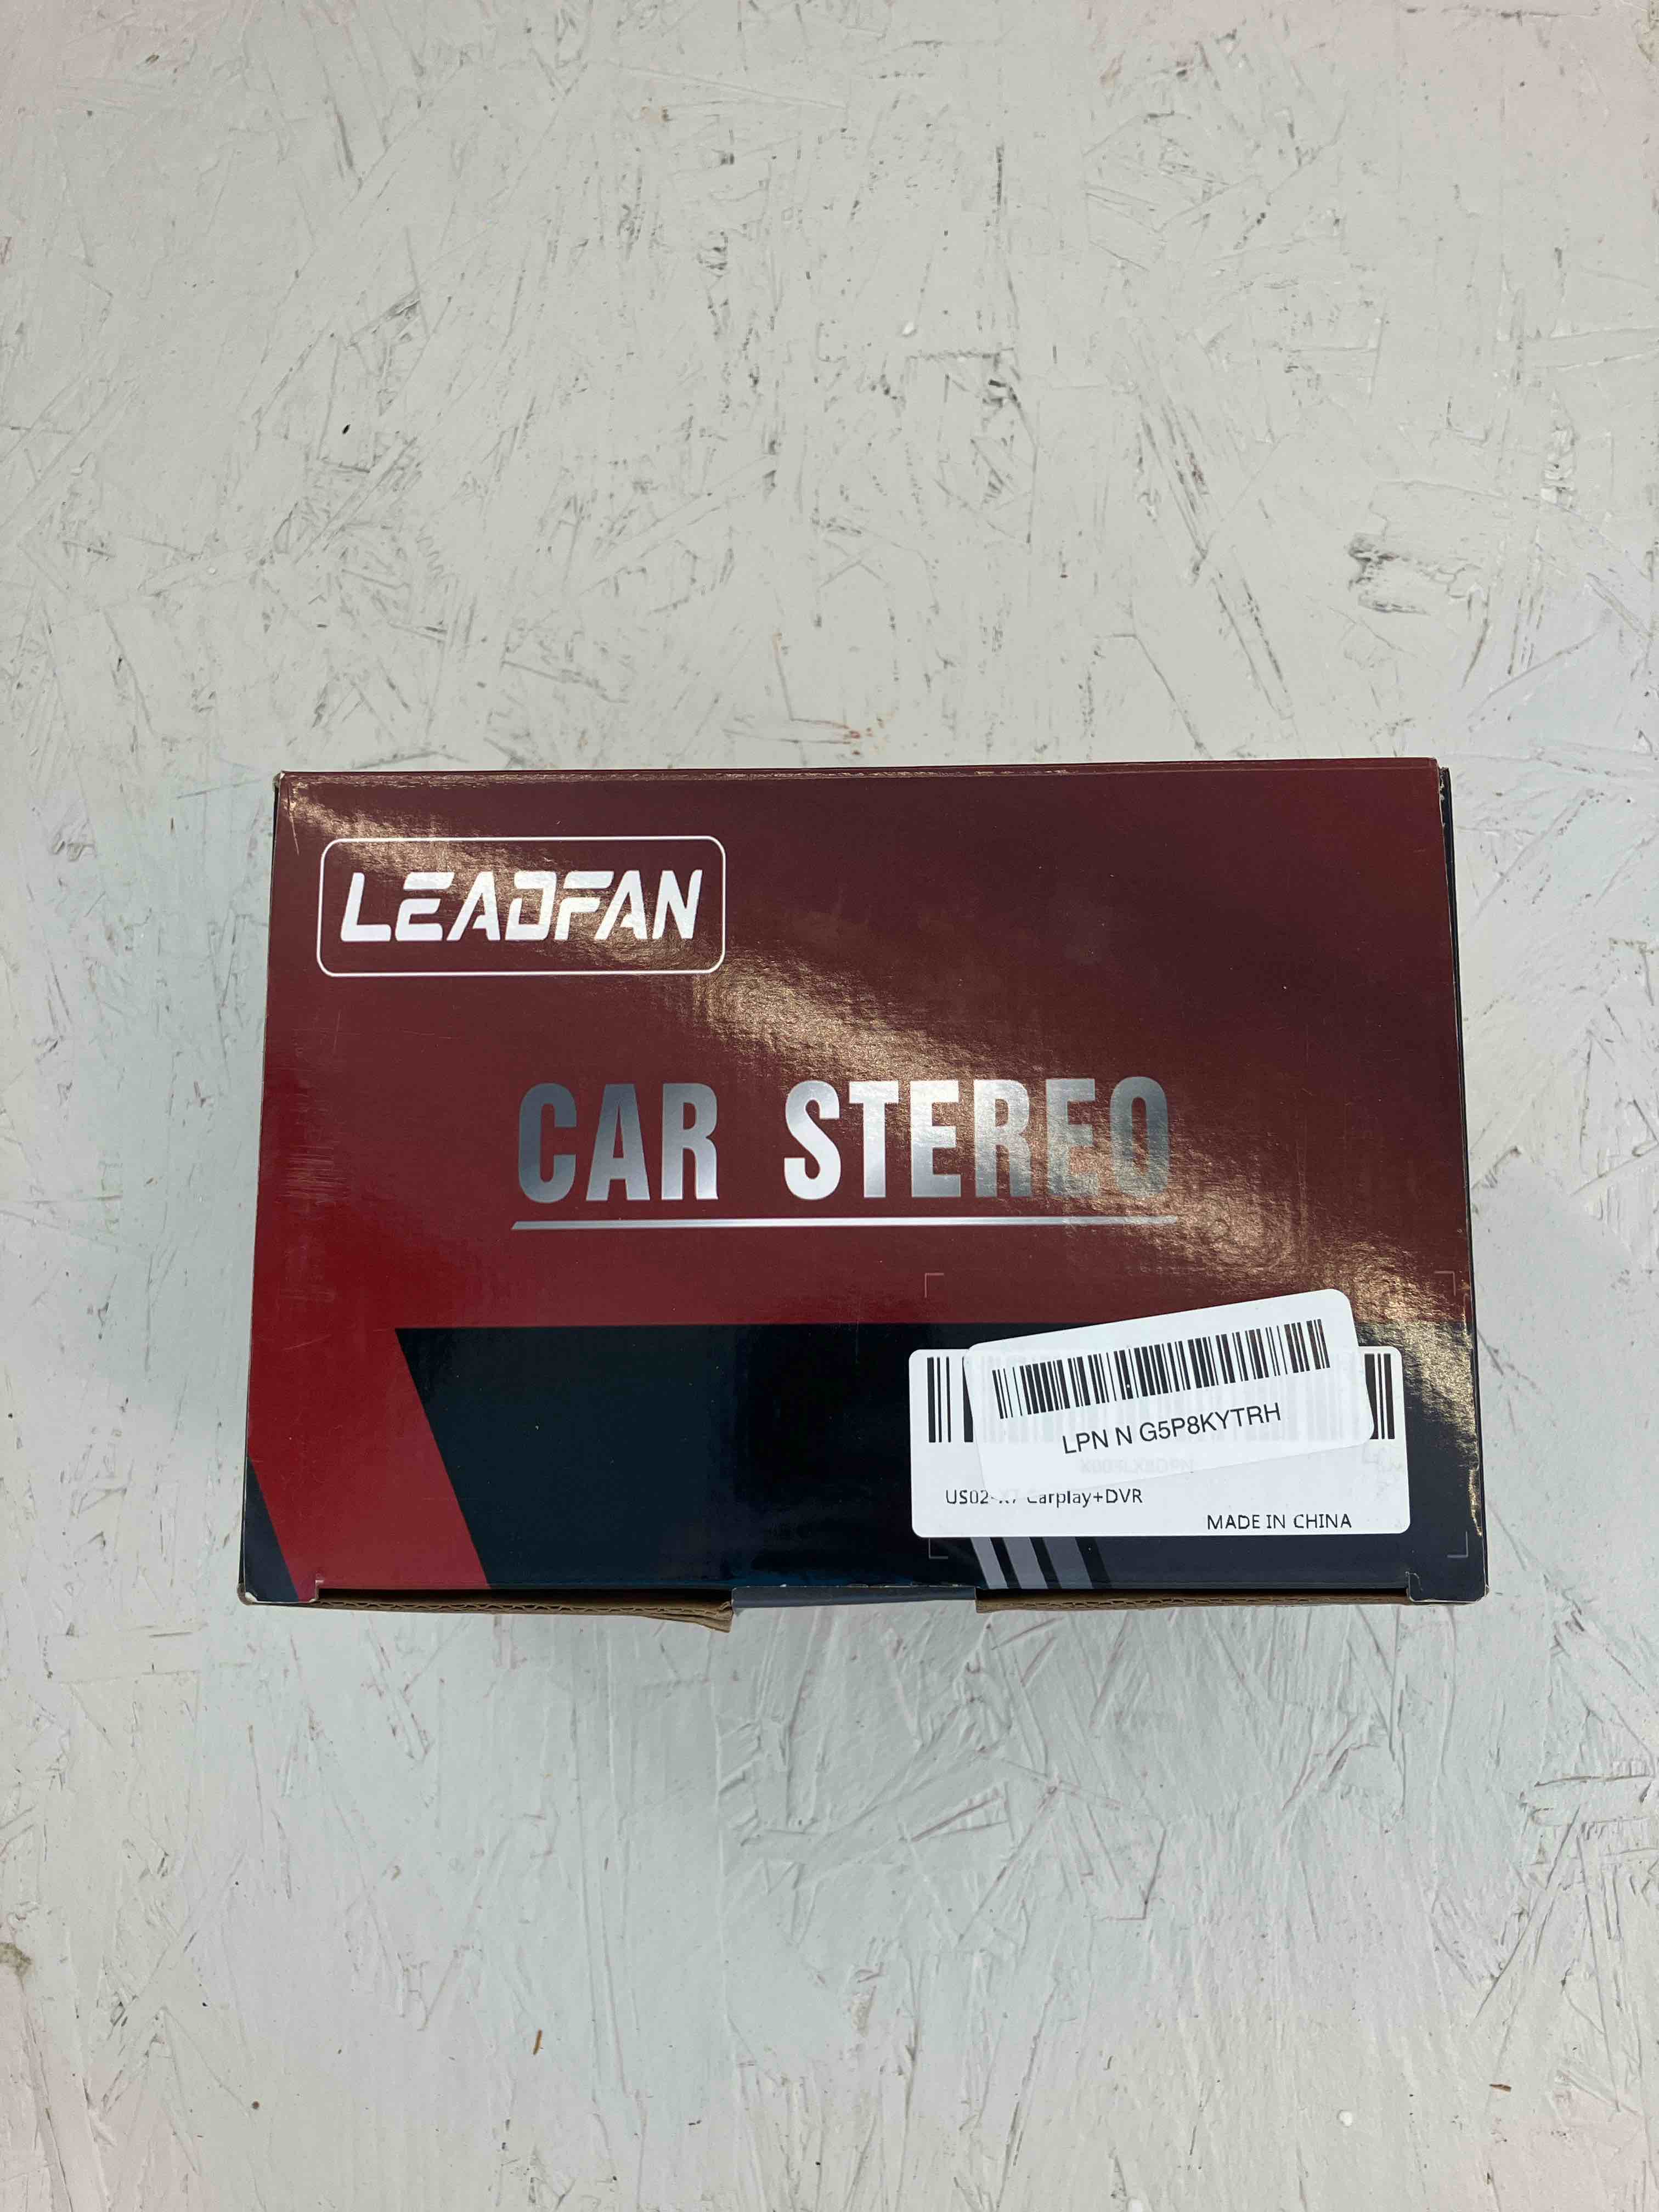 LEADFAN
CAR STEREO
LPN N G5P8KYTRH
Carplay+DVR
MADE IN CHINA